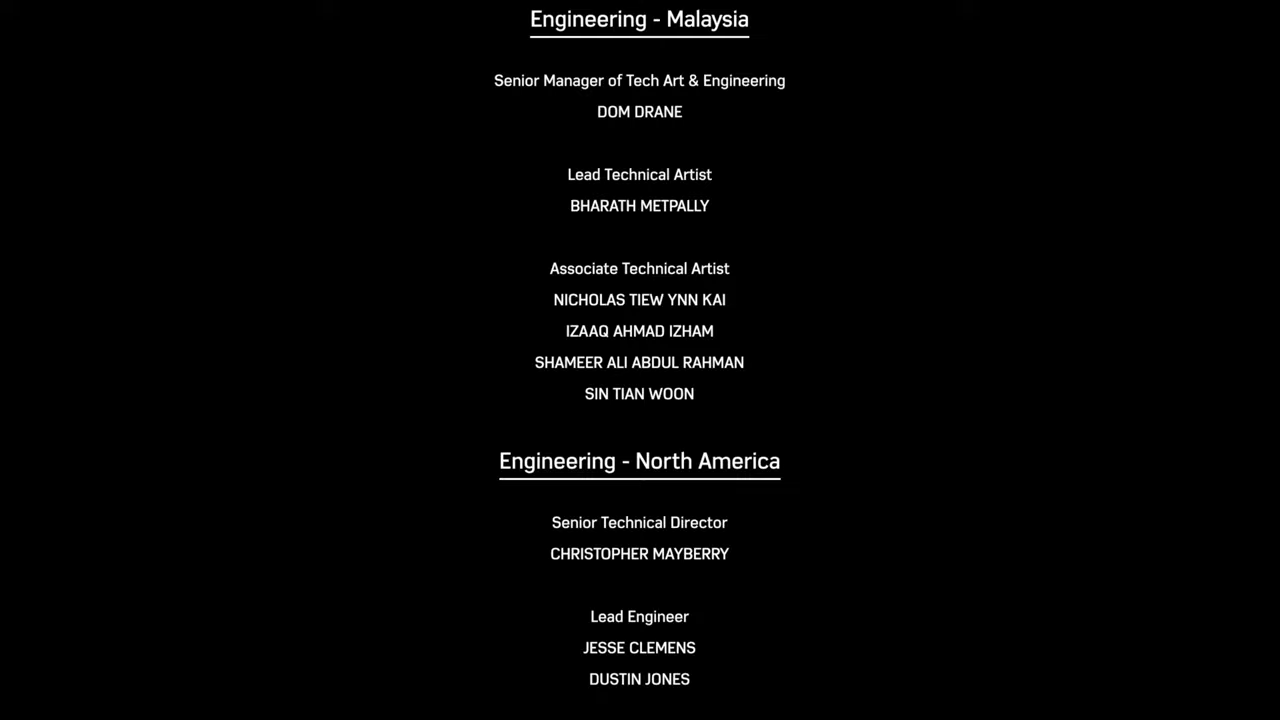 Engineering - Malaysia
Senior Manager of Tech Art & Engineering
DOM DRANE
Lead Technical Artist
BHARATH METPALLY
Associate Technical Artist
NICHOLAS TIEW YNN KAI
IZAAQ AHMAD IZHAM
SHAMEER ALI ABDUL RAHMAN
SIN TIAN WOON
Engineering - North America
Senior Technical Director
CHRISTOPHER MAYBERRY
Lead Engineer
JESSE CLEMENS
DUSTIN JONES